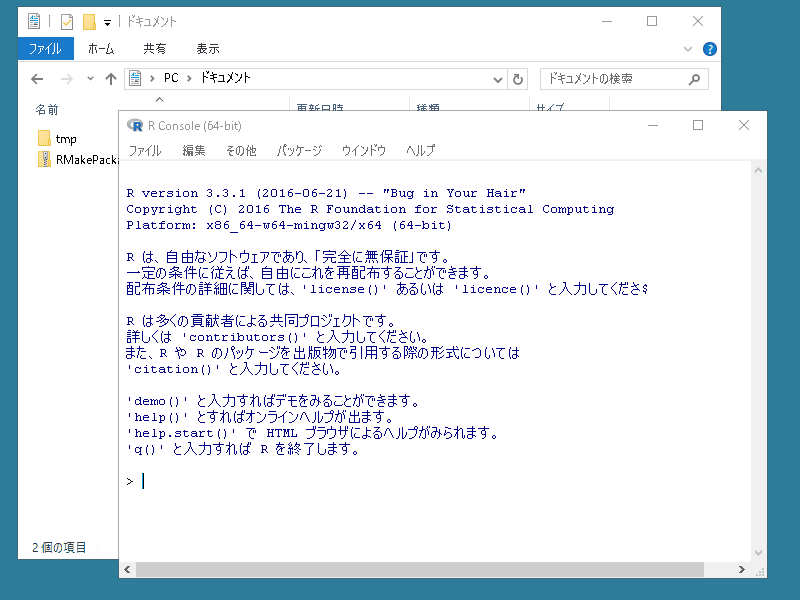 ドキュメント
ファイル ホーム 共有 表示
PC ドキュメント
ドキュメントの検索
名前 更新日時 種類 サイズ
tmp
RMakePacka
2 個の項目
R Console (64-bit)
ファイル 編集 その他 パッケージ ウインドウ ヘルプ
R version 3.3.1 (2016-06-21) -- "Bug in Your Hair"
Copyright (C) 2016 The R Foundation for Statistical Computing
Platform: x86_64-w64-mingw32/x64 (64-bit)
R は、自由なソフトウェアであり、「完全に無保証」です。
一定の条件に従えば、自由にこれを再配布することができます。
配布条件の詳細に関しては、'license()' あるいは 'licence()' と入力してくださ$
R は多くの貢献者による共同プロジェクトです。
詳しくは 'contributors()' と入力してください。
また、R や R のパッケージを出版物で引用する際の形式については
'citation()' と入力してください。
'demo()' と入力すればデモをみることができます。
'help()' とすればオンラインヘルプが出ます。
'help.start()' で HTML ブラウザによるヘルプがみられます。
'q()' と入力すれば R を終了します。
>